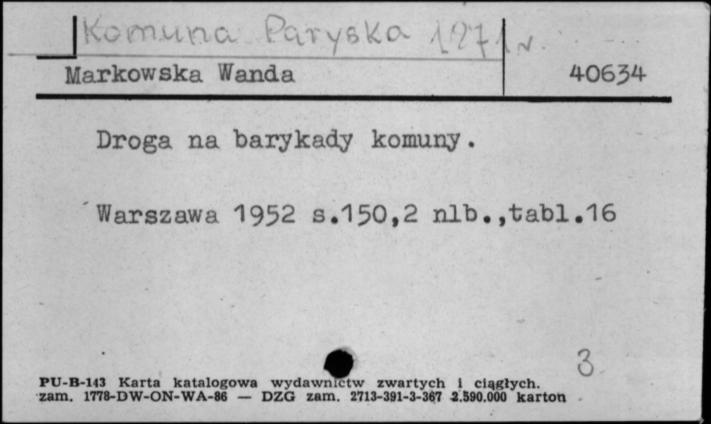 Komuna Paryska 1871 r.
Markowska Wanda 40634
Droga na barykady komuny.
Warszawa 1952 s.150,2 nlb.,tabl.16
3
PU-B-143 Karta katalogowa wydawnictw zwartych i ciągłych.
zam. 1778-DW-ON-WA-86 — DZG zam. 2713-391-3-367 2.590.000 karton